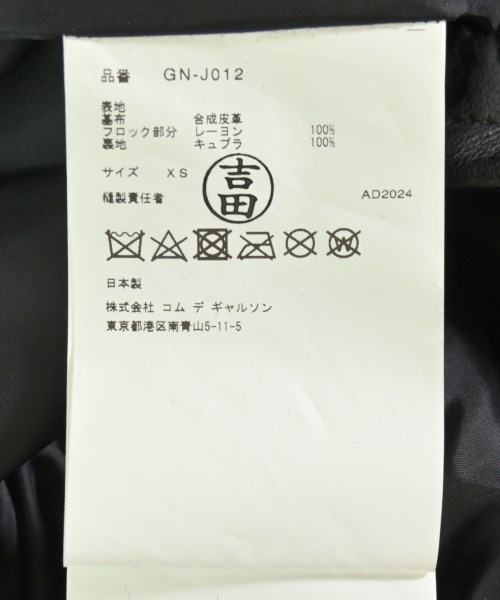 品番 GN-J012
表地
基布 合成皮革
フロック部分 レーヨン 100%
裏地 キュプラ 100%
サイズ XS
吉田
縫製責任者 AD2024
日本製
株式会社 コム デ ギャルソン
東京都港区南青山5-11-5